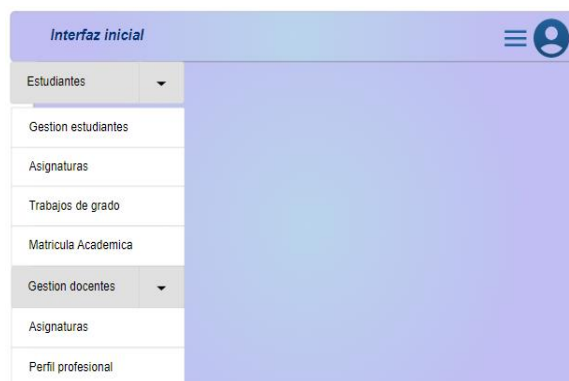 Interfaz inicial
Estudiantes
Gestion estudiantes
Asignaturas
Trabajos de grado
Matricula Academica
Gestion docentes
Asignaturas
Perfil profesional